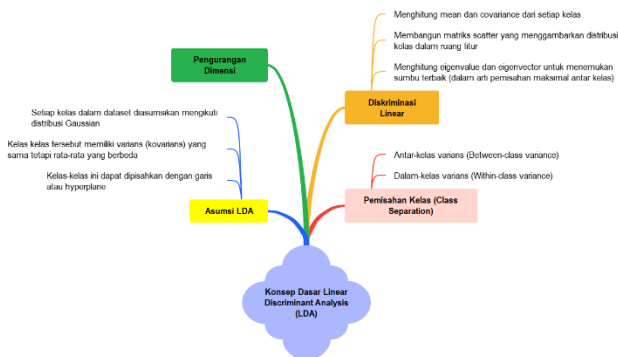 Menghitung mean dan covariance dari setiap kelas
Membangun matriks scatter yang menggambarkan distribusi
kelas dalam ruang fitur
Menghitung eigenvalue dan eigenvector untuk menemukan
sumbu terbaik (dalam arti pemisahan maksimal antar kelas)
Diskriminasi
Linear
Pengurangan
Dimensi
Setiap kelas dalam dataset diasumsikan mengikuti
distribusi Gaussian
Kelas kelas tersebut memiliki varians (kovarians) yang
sama tetapi rata-rata yang berbeda
Kelas-kelas ini dapat dipisahkan dengan garis
atau hyperplane
Asumsi LDA
Antar-kelas varians (Between-class variance)
Dalam-kelas varians (Within-class variance)
Pemisahan Kelas (Class
Separation)
Konsep Dasar Linear
Discriminant Analysis
(LDA)